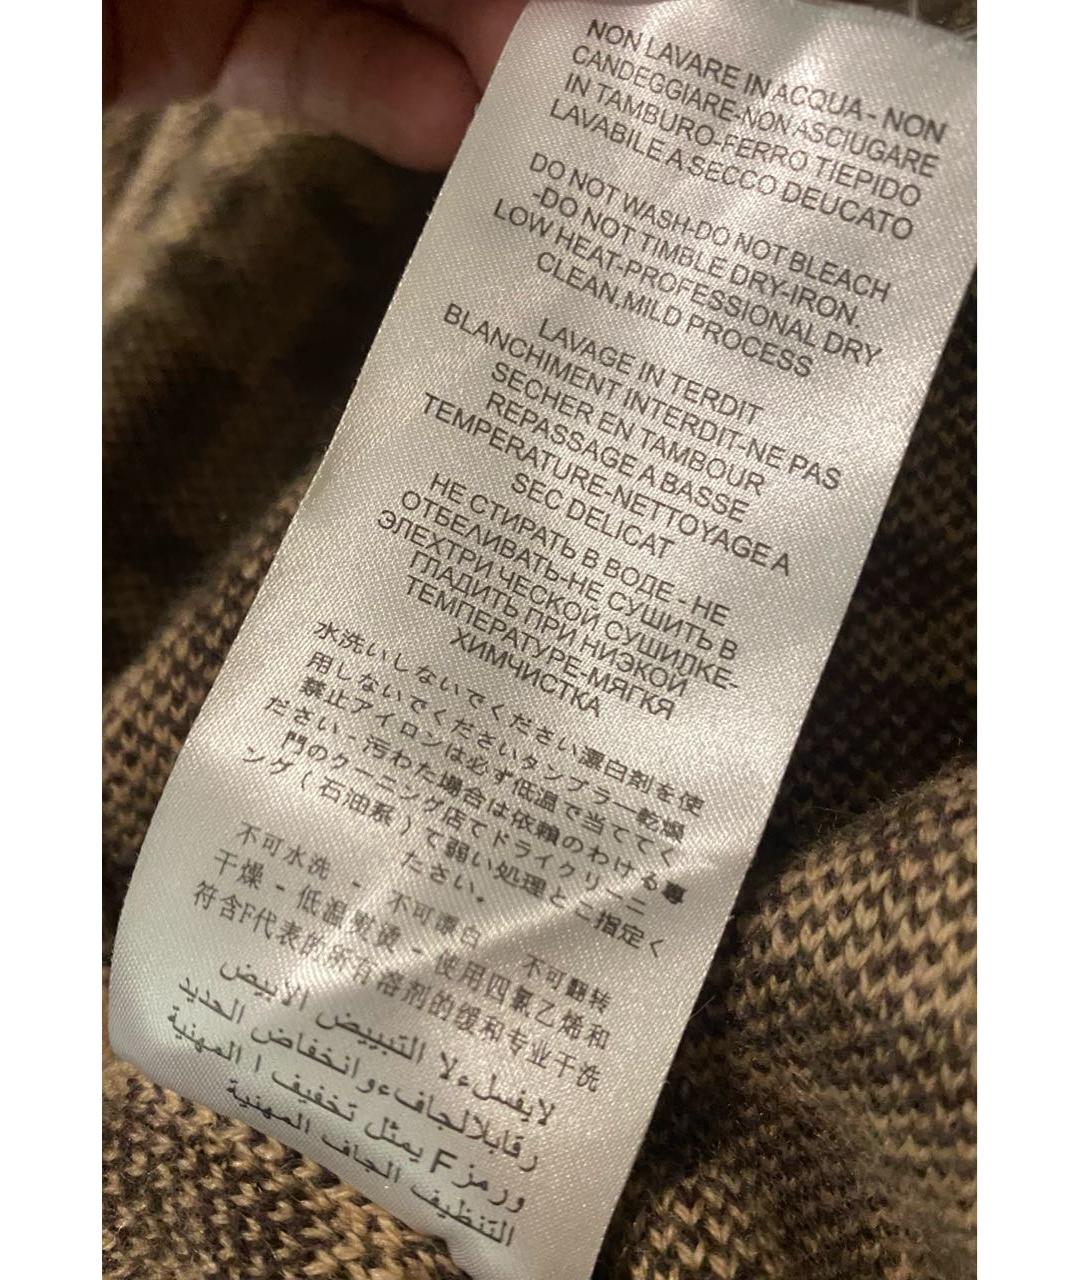 NON LAVARE IN ACQUA - NON
CANDEGGIARE-NON ASCIUGARE
IN TAMBURO-FERRO TIEPIDO
LAVABILE A SECCO DEUCATO
DO NOT WASH-DO NOT BLEACH
-DO NOT TIMBLE DRY-IRON.
LOW HEAT-PROFESSIONAL DRY
CLEAN,MILD PROCESS
LAVAGE IN TERDIT
BLANCHIMENT INTERDIT-NE PAS
SECHER EN TAMBOUR
REPASSAGE A BASSE
TEMPERATURE-NETTOYAGE A
SEC DELICAT
НЕ СТИРАТЬ В ВОДЕ - НЕ
ОТБЕЛИВАТЬ-НЕ СУШИТЬ В
ЭЛЕХТРИ ЧЕСКОЙ СУШИЛКЕ-
ГЛАДИТЬ ПРИ НИЭКОЙ
ТЕМПЕРАТУРЕ-МЯГКЯ
ХИМЧИСТКА
水洗いしないでください漂白剤を使
用しないでくださいタンブラー乾燥
禁止アイロンは必ず低温で当ててく
ださい - 汚わた場合は依頼のわける專
門のクーニング店てドライクリーニ
ング(石油系)て弱い処理とご指定く
ださい。
不可水洗 - 不可漂白 不可翻转
干燥 - 低温熨烫 - 使用四氯乙烯和
符含F代表的所有溶剂的缓和专业干洗
لايفسلءلا التبييض الأبيض
رقابلالجافءوانخفاض الحديد
ورمز F يمثل تخفيف ا المهنية
التنظيف الجاف المهنية